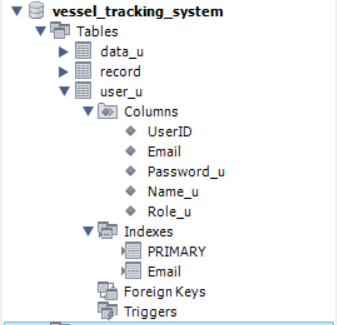 vessel_tracking_system
Tables
data_u
record
user_u
Columns
UserID
Email
Password_u
Name_u
Role_u
Indexes
PRIMARY
Email
Foreign Keys
Triggers